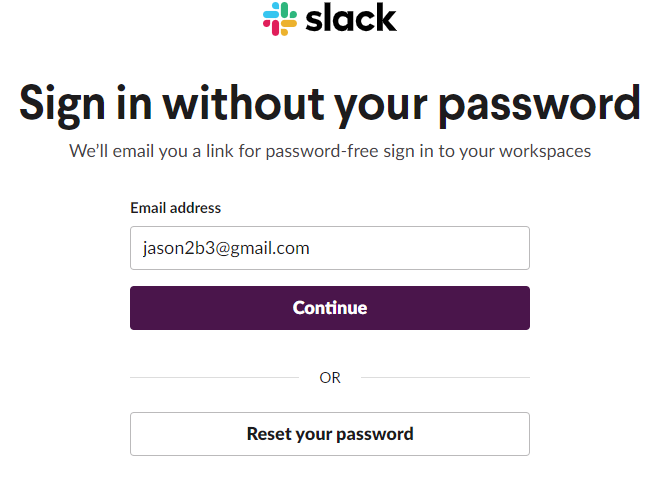 slack
Sign in without your password
We'll email you a link for password-free sign in to your workspaces
Email address
jason2b3@gmail.com
Continue
OR
Reset your password